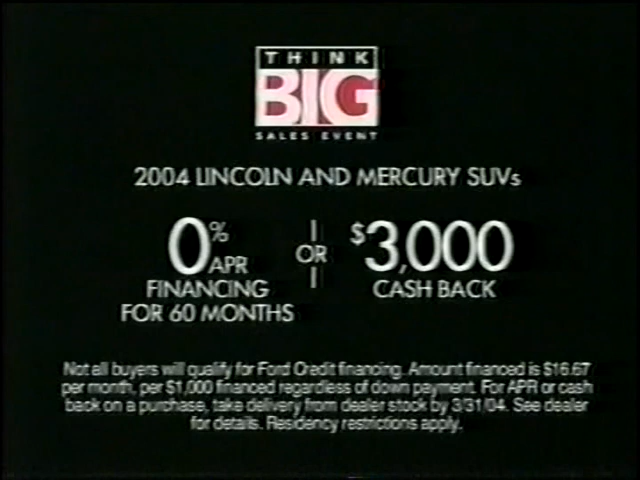 THINK
BIG
SALES EVENT
2004 LINCOLN AND MERCURY SUVs
0% APR OR $3,000
FINANCING CASH BACK
FOR 60 MONTHS
Not all buyers will qualify for Ford Credit financing. Amount financed is $16.67
per month, per $1,000 financed regardless of down payment. For APR or cash
back on a purchase, take delivery from dealer stock by 3/31/04. See dealer
for details. Residency restrictions apply.